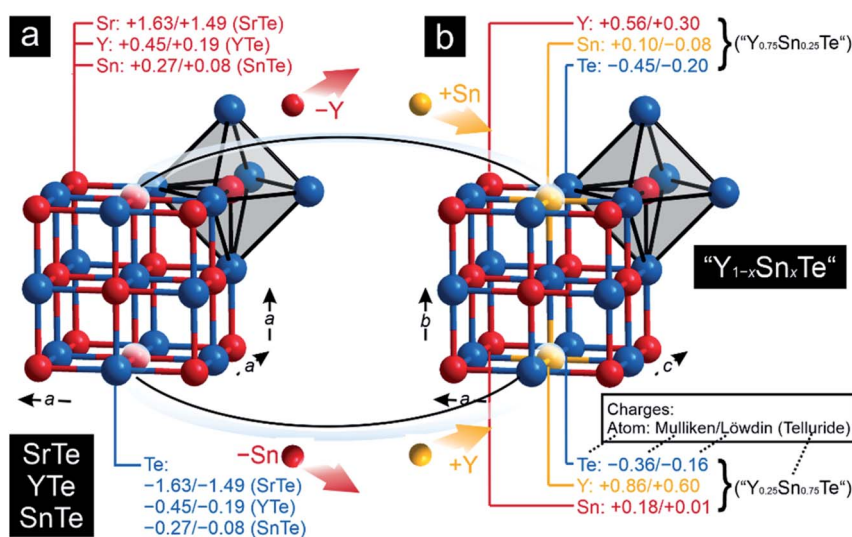 a
Sr: +1.63/+1.49 (SrTe)
Y: +0.45/+0.19 (YTe)
Sn: +0.27/+0.08 (SnTe)
−Y
+Sn
b
Y: +0.56/+0.30
Sn: +0.10/−0.08
Te: −0.45/−0.20
("Y0.75Sn0.25Te")
"Y1−xSnxTe"
a
a
a
b
c
a
Te:
−1.63/−1.49 (SrTe)
−0.45/−0.19 (YTe)
−0.27/−0.08 (SnTe)
SrTe
YTe
SnTe
−Sn
+Y
Charges:
Atom: Mulliken/Löwdin (Telluride)
Te: −0.36/−0.16
Y: +0.86/+0.60
Sn: +0.18/+0.01
("Y0.25Sn0.75Te")